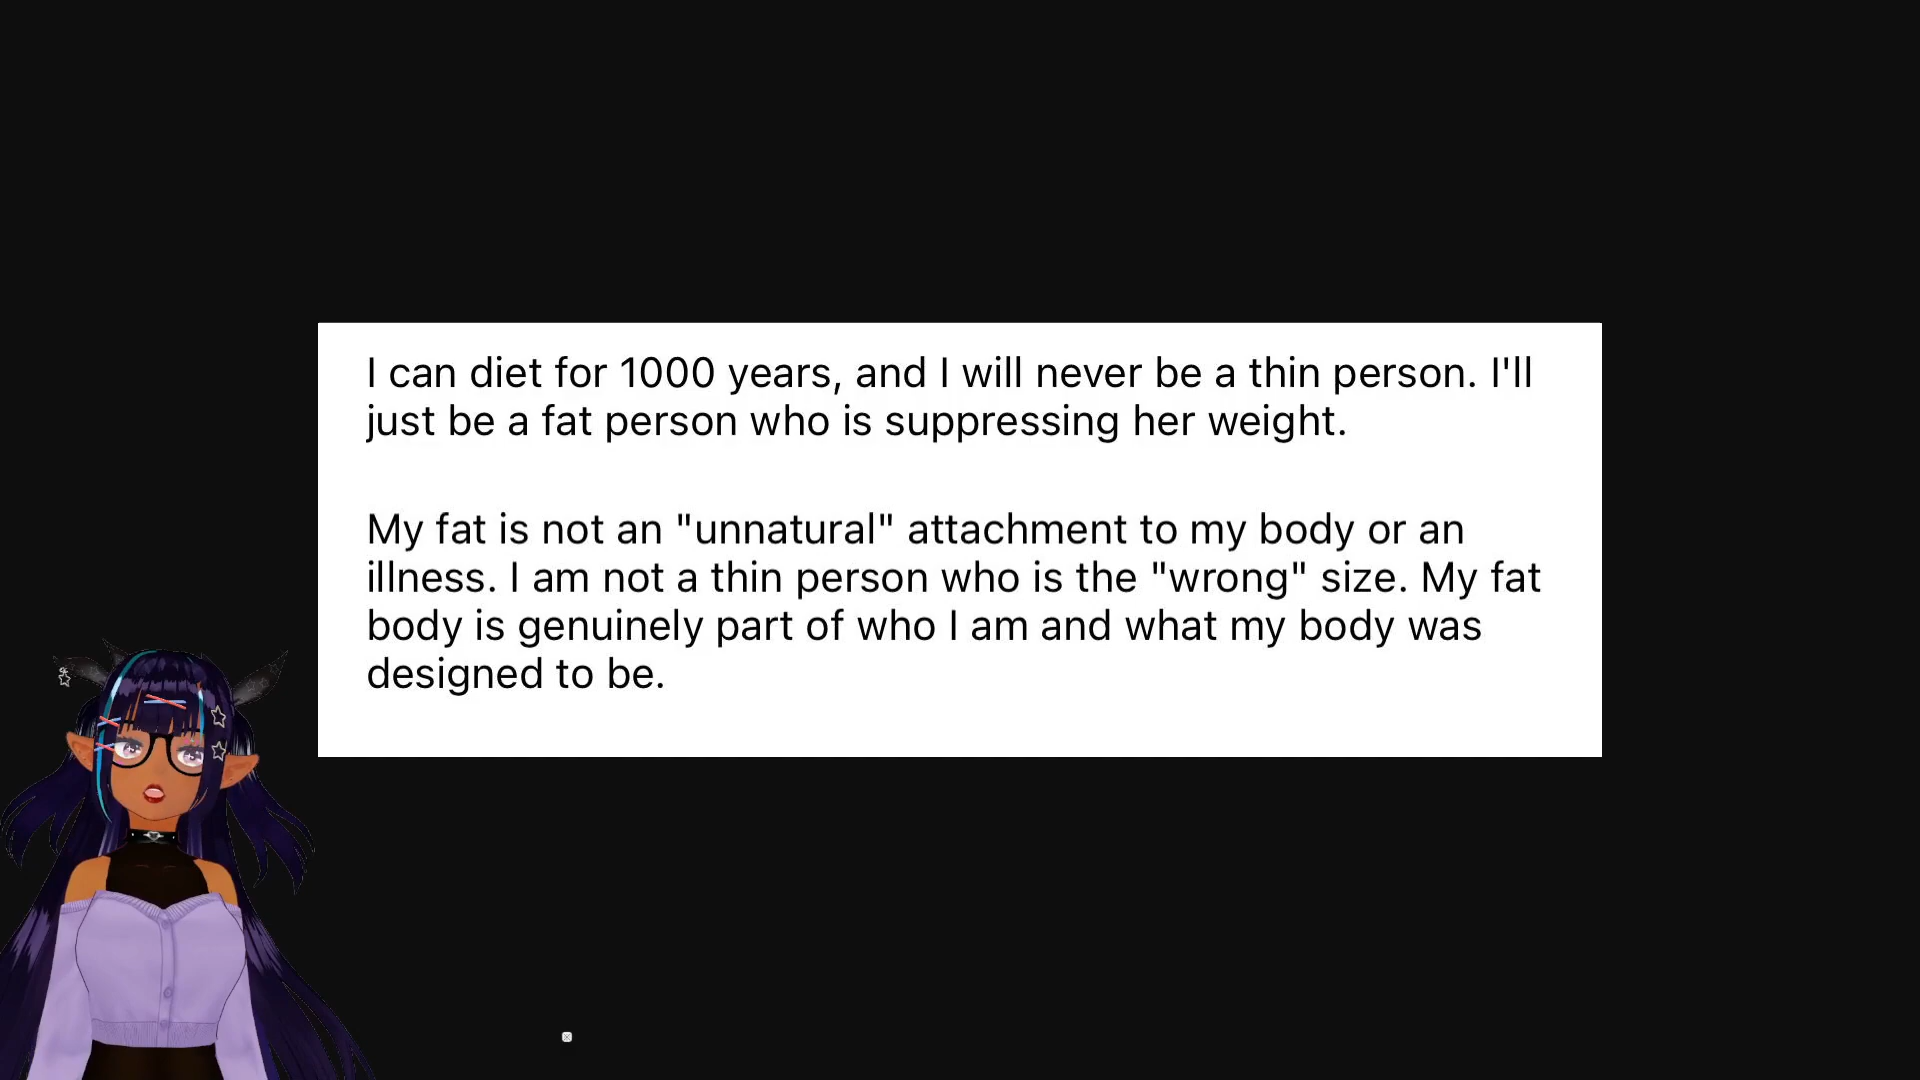 I can diet for 1000 years, and I will never be a thin person. I'll
just be a fat person who is suppressing her weight.
My fat is not an "unnatural" attachment to my body or an
illness. I am not a thin person who is the "wrong" size. My fat
body is genuinely part of who I am and what my body was
designed to be.